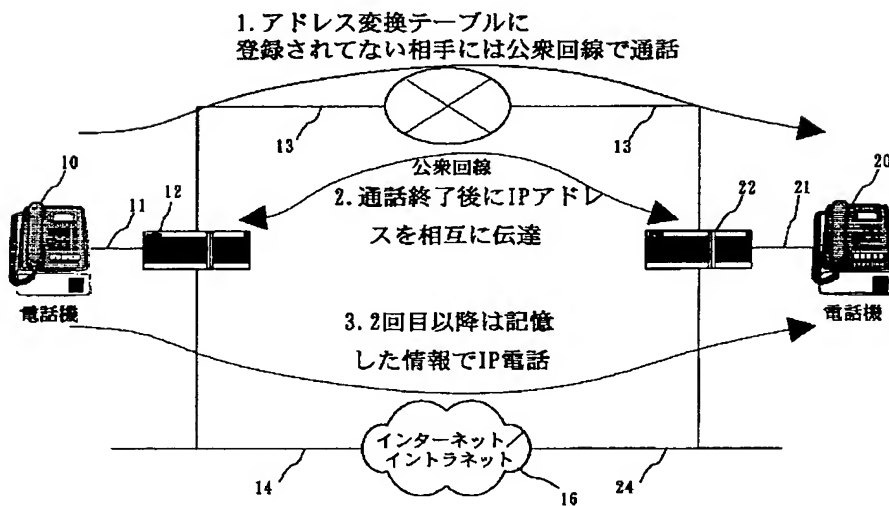 1.アドレス変換テーブルに
登録されてない相手には公衆回線で通話
13
13
公衆回線
10
11
12
2.通話終了後にIPアドレ
スを相互に伝達
22
21
20
電話機
電話機
3.2回目以降は記憶
した情報でIP電話
インターネット/
イントラネット
14
16
24